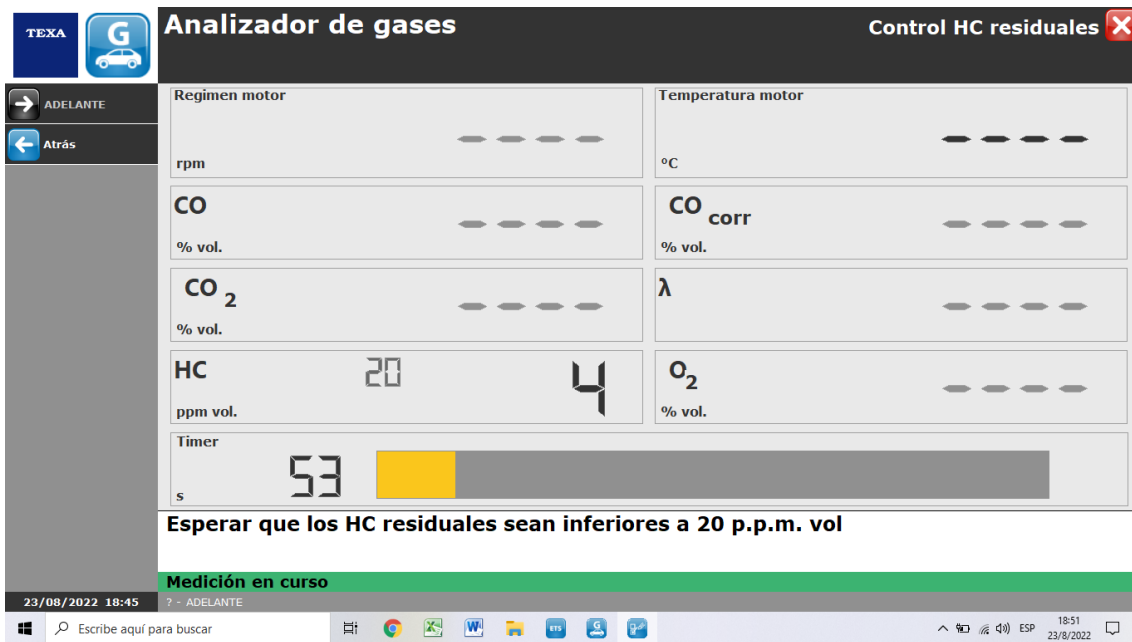 TEXA
G
Analizador de gases
Control HC residuales
ADELANTE
Atrás
Regimen motor
rpm
Temperatura motor
°C
CO
% vol.
CO corr
% vol.
CO 2
% vol.
λ
HC
20
4
ppm vol.
O2
% vol.
Timer
53
s
Esperar que los HC residuales sean inferiores a 20 p.p.m. vol
Medición en curso
23/08/2022 18:45
? - ADELANTE
Escribe aquí para buscar
ETS
G
ESP
18:51
23/8/2022